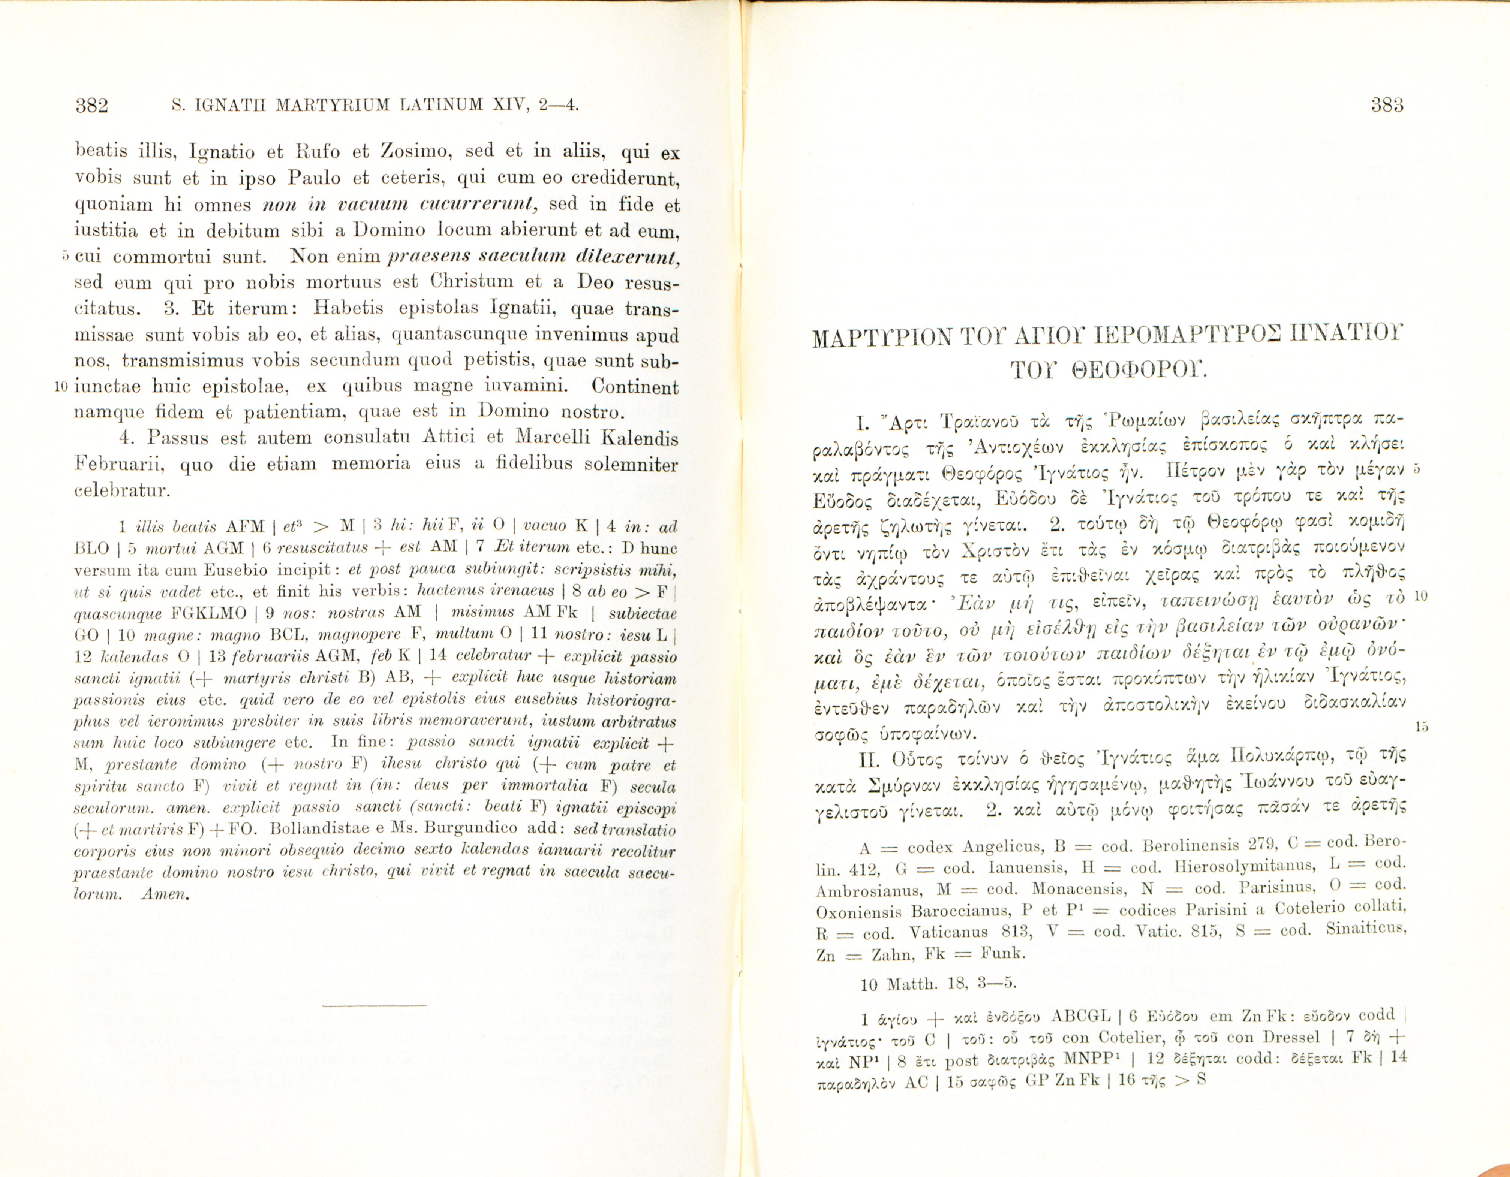 382 S. IGNATII MARTYRIUM LATINUM XIV, 2—4.
beatis illis, Ignatio et Rufo et Zosimo, sed et in aliis, qui ex
vobis sunt et in ipso Paulo et ceteris, qui cum eo crediderunt,
quoniam hi omnes non in vacuum cucurrerunt, sed in fide et
iustitia et in debitum sibi a Domino locum abierunt et ad eum,
5 cui commortui sunt. Non enim praesens saeculum dilexerunt,
sed eum qui pro nobis mortuus est Christum et a Deo resus-
citatus. 3. Et iterum: Habetis epistolas Ignatii, quae trans-
missae sunt vobis ab eo, et alias, quantascunque invenimus apud
nos, transmisimus vobis secundum quod petistis, quae sunt sub-
10 iunctae huic epistolae, ex quibus magne iuvamini. Continent
namque fidem et patientiam, quae est in Domino nostro.
4. Passus est autem consulatu Attici et Marcelli Kalendis
Februarii, quo die etiam memoria eius a fidelibus solemniter
celebratur.
1 illis beatis AFM | et³ > M | 3 hi: hii F, ii O | vacuo K | 4 in: ad
BLO | 5 mortui AGM | 6 resuscitatus + est AM | 7 Et iterum etc.: D hunc
versum ita cum Eusebio incipit: et post pauca subiungit: scripsistis mihi,
ut si quis vadet etc., et finit his verbis: hactenus irenaeus | 8 ab eo > F |
quascunque FGKLMO | 9 nos: nostras AM | misimus AM Fk | subiectae
GO | 10 magne: magno BCL, magnopere F, multum O | 11 nostro: iesu L |
12 kalendas O | 13 februariis AGM, feb K | 14 celebratur + explicit passio
sancti ignatii (+ martyris christi B) AB, + explicit huc usque historiam
passionis eius etc. quid vero de eo vel epistolis eius eusebius historiogra-
phus vel ieronimus presbiter in suis libris memoraverunt, iustum arbitratus
sum huic loco subiungere etc. In fine: passio sancti ignatii explicit +
M, prestante domino (+ nostro F) ihesu christo qui (+ cum patre et
spiritu sancto F) vivit et regnat in (in: deus per immortalia F) secula
seculorum. amen. explicit passio sancti (sancti: beati F) ignatii episcopi
(+ et martiris F) + FO. Bollandistae e Ms. Burgundico add: sed translatio
corporis eius non minori obsequio decimo sexto kalendas ianuarii recolitur
praestante domino nostro iesu christo, qui vivit et regnat in saecula saecu-
lorum. Amen.
383
ΜΑΡΤΥΡΙΟΝ ΤΟΥ ΑΓΙΟΥ ΙΕΡΟΜΑΡΤΥΡΟΣ ΙΓΝΑΤΙΟΥ
ΤΟΥ ΘΕΟΦΟΡΟΥ.
I. Ἄρτι Τραϊανοῦ τὰ τῆς Ῥωμαίων βασιλείας σκῆπτρα πα-
ραλαβόντος τῆς Ἀντιοχέων ἐκκλησίας ἐπίσκοπος ὁ καὶ κλήσει
καὶ πράγματι Θεοφόρος Ἰγνάτιος ἦν. Πέτρον μὲν γὰρ τὸν μέγαν 5
Εὔοδος διαδέχεται, Εὐόδου δὲ Ἰγνάτιος τοῦ τρόπου τε καὶ τῆς
ἀρετῆς ζηλωτὴς γίνεται. 2. τούτῳ δὴ τῷ Θεοφόρῳ φασὶ κομιδῇ
ὄντι νηπίῳ τὸν Χριστὸν ἔτι τὰς ἐν κόσμῳ διατριβὰς ποιούμενον
τὰς ἀχράντους τε αὐτῷ ἐπιθεῖναι χεῖρας καὶ πρὸς τὸ πλῆθος
ἀποβλέψαντα· Ἐὰν μή τις, εἰπεῖν, ταπεινώσῃ ἑαυτὸν ὡς τὸ 10
παιδίον τοῦτο, οὐ μὴ εἰσέλθῃ εἰς τὴν βασιλείαν τῶν οὐρανῶν·
καὶ ὃς ἐὰν ἓν τῶν τοιούτων παιδίων δέξηται ἐν τῷ ἐμῷ ὀνό-
ματι, ἐμὲ δέχεται, ὁποῖος ἔσται προκόπτων τὴν ἡλικίαν Ἰγνάτιος,
ἐντεῦθεν παραδηλῶν καὶ τὴν ἀποστολικὴν ἐκείνου διδασκαλίαν
σοφῶς ὑποφαίνων. 15
II. Οὗτος τοίνυν ὁ θεῖος Ἰγνάτιος ἅμα Πολυκάρπῳ, τῷ τῆς
κατὰ Σμύρναν ἐκκλησίας ἡγησαμένῳ, μαθητὴς Ἰωάννου τοῦ εὐαγ-
γελιστοῦ γίνεται. 2. καὶ αὐτῷ μόνῳ φοιτήσας πᾶσάν τε ἀρετῆς
A = codex Angelicus, B = cod. Berolinensis 279, C = cod. Bero-
lin. 412, G = cod. Ianuensis, H = cod. Hierosolymitanus, L = cod.
Ambrosianus, M = cod. Monacensis, N = cod. Parisinus, O = cod.
Oxoniensis Baroccianus, P et P¹ = codices Parisini a Cotelerio collati,
R = cod. Vaticanus 813, V = cod. Vatic. 815, S = cod. Sinaiticus,
Zn = Zahn, Fk = Funk.
10 Matth. 18, 3—5.
1 ἁγίου + καὶ ἐνδόξου ABCGL | 6 Εὐόδου em Zn Fk: εὔοδον codd |
ἰγνάτιος· τοῦ C | τοῦ: οὗ τοῦ con Cotelier, ᾧ τοῦ con Dressel | 7 δὴ +
καὶ NP¹ | 8 ἔτι post διατριβὰς MNPP¹ | 12 δέξηται codd: δέξεται Fk | 14
παραδηλὸν AC | 15 σαφῶς GP Zn Fk | 16 τῆς > S